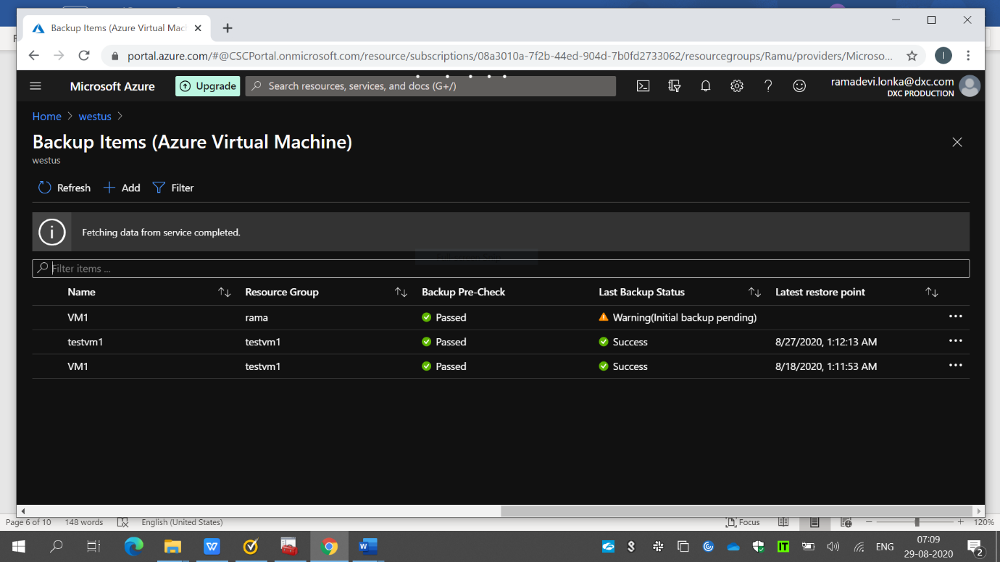 Backup Items (Azure Virtual Mac
portal.azure.com/#@CSCPortal.onmicrosoft.com/resource/subscriptions/08a3010a-7f2b-44ed-904d-7b0fd2733062/resourcegroups/Ramu/providers/Microso...
I
Microsoft Azure
Upgrade
Search resources, services, and docs (G+/)
ramadevi.lonka@dxc.com
DXC PRODUCTION
Home > westus >
Backup Items (Azure Virtual Machine)
westus
Refresh + Add Filter
Fetching data from service completed.
Filter items ...
Name Resource Group Backup Pre-Check Last Backup Status Latest restore point
VM1 rama Passed Warning(Initial backup pending) ...
testvm1 testvm1 Passed Success 8/27/2020, 1:12:13 AM ...
VM1 testvm1 Passed Success 8/18/2020, 1:11:53 AM ...
Page 6 of 10 148 words English (United States) Focus 120%
ENG
07:09
29-08-2020
2